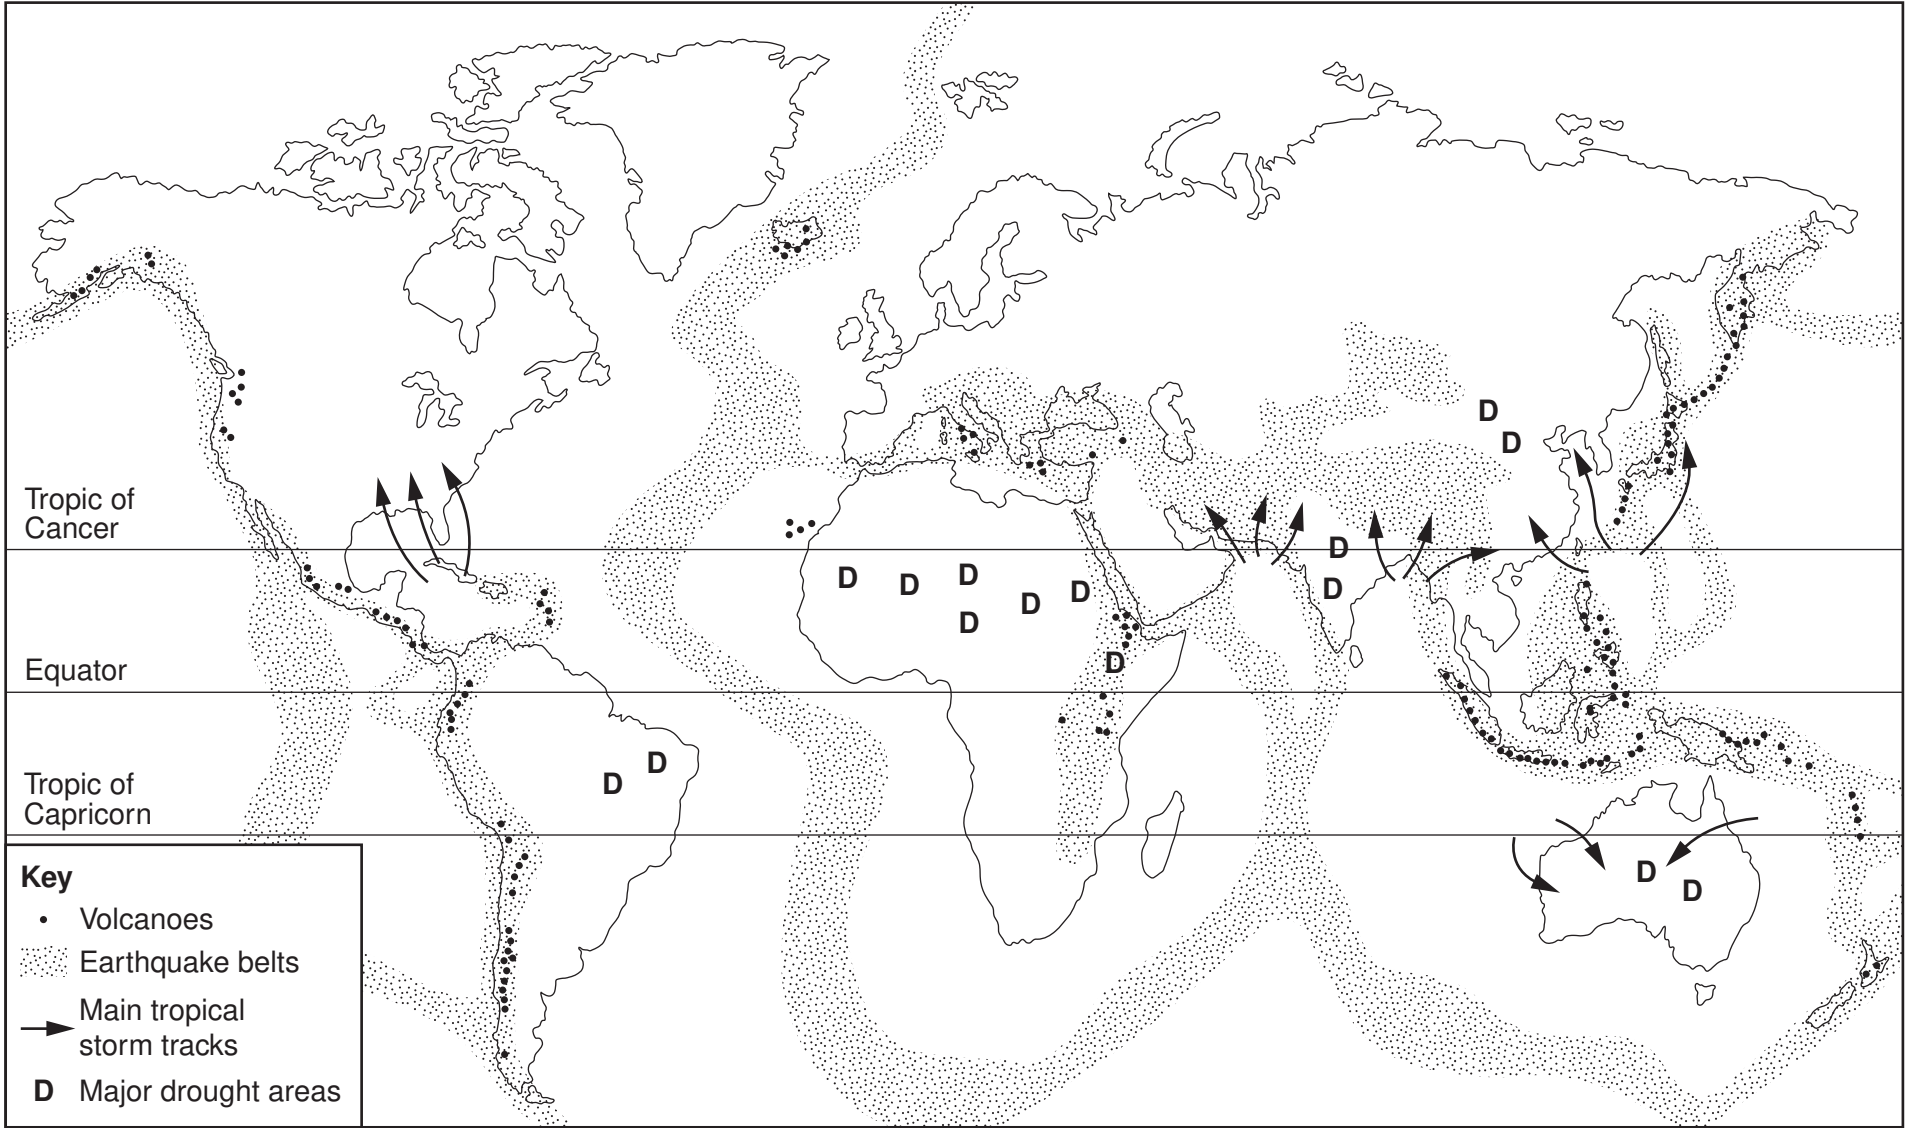 Tropic of
Cancer
D
D
D
D
D
D
D
D
D
D
D
Equator
D
D
Tropic of
Capricorn
D
D
Key
Volcanoes
Earthquake belts
Main tropical
storm tracks
D Major drought areas